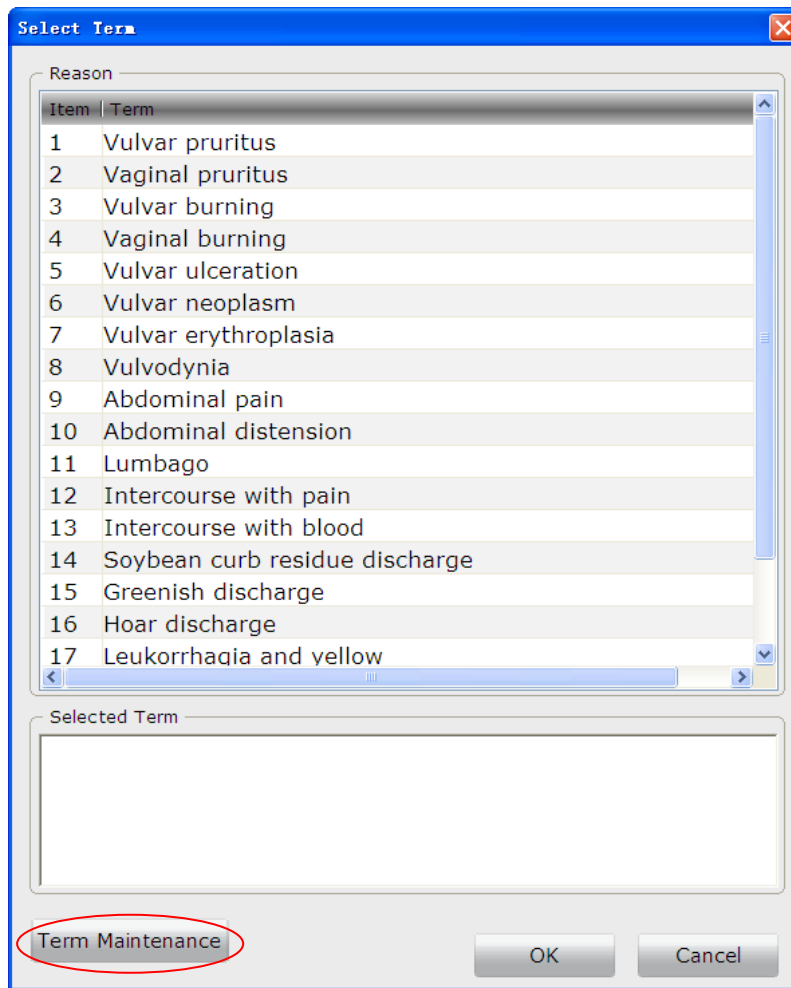 Select Term
Reason
Item Term
1 Vulvar pruritus
2 Vaginal pruritus
3 Vulvar burning
4 Vaginal burning
5 Vulvar ulceration
6 Vulvar neoplasm
7 Vulvar erythroplasia
8 Vulvodynia
9 Abdominal pain
10 Abdominal distension
11 Lumbago
12 Intercourse with pain
13 Intercourse with blood
14 Soybean curb residue discharge
15 Greenish discharge
16 Hoar discharge
17 Leukorrhagia and yellow
Selected Term
Term Maintenance
OK Cancel